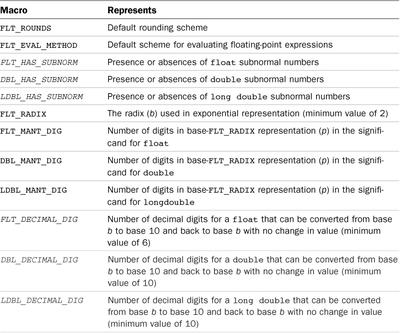 Macro Represents
FLT_ROUNDS Default rounding scheme
FLT_EVAL_METHOD Default scheme for evaluating floating-point expressions
FLT_HAS_SUBNORM Presence or absences of float subnormal numbers
DBL_HAS_SUBNORM Presence or absences of double subnormal numbers
LDBL_HAS_SUBNORM Presence or absences of long double subnormal numbers
FLT_RADIX The radix (b) used in exponential representation (minimum value of 2)
FLT_MANT_DIG Number of digits in base-FLT_RADIX representation (p) in the signifi-
cand for float
DBL_MANT_DIG Number of digits in base-FLT_RADIX representation (p) in the signifi-
cand for double
LDBL_MANT_DIG Number of digits in base-FLT_RADIX representation (p) in the signifi-
cand for longdouble
FLT_DECIMAL_DIG Number of decimal digits for a float that can be converted from base
b to base 10 and back to base b with no change in value (minimum
value of 6)
DBL_DECIMAL_DIG Number of decimal digits for a double that can be converted from base
b to base 10 and back to base b with no change in value (minimum
value of 10)
LDBL_DECIMAL_DIG Number of decimal digits for a long double that can be converted
from base b to base 10 and back to base b with no change in value
(minimum value of 10)